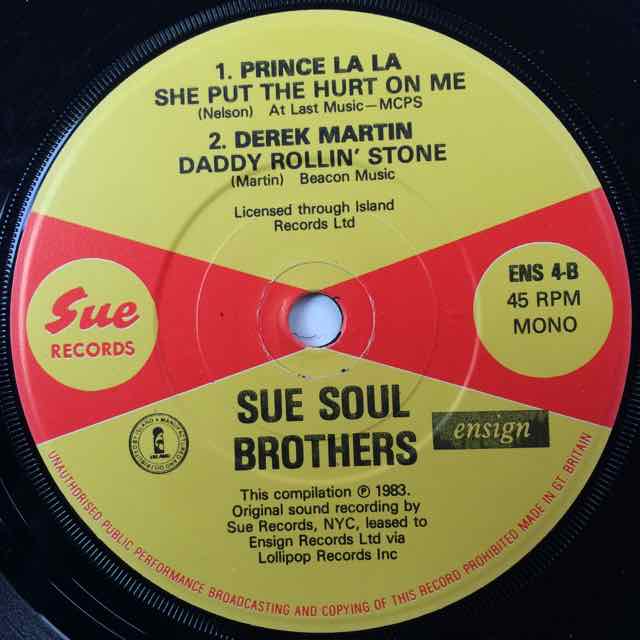 1. PRINCE LA LA
SHE PUT THE HURT ON ME
(Nelson) At Last Music—MCPS
2. DEREK MARTIN
DADDY ROLLIN' STONE
(Martin) Beacon Music
Licensed through Island
Records Ltd
Sue
RECORDS
ENS 4-B
45 RPM
MONO
SUE SOUL
BROTHERS
ensign
This compilation ℗ 1983.
Original sound recording by
Sue Records, NYC, leased to
Ensign Records Ltd via
Lollipop Records Inc
UNAUTHORISED PUBLIC PERFORMANCE BROADCASTING AND COPYING OF THIS RECORD PROHIBITED MADE IN GT BRITAIN